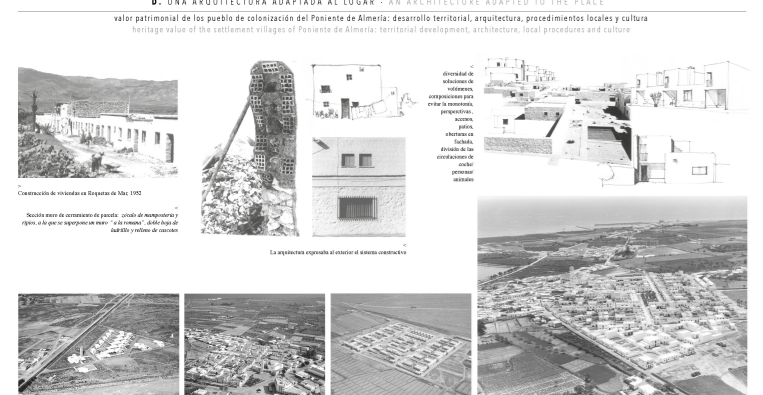 B. UNA ARQUITECTURA ADAPTADA AL LUGAR · AN ARCHITECTURE ADAPTED TO THE PLACE
valor patrimonial de los pueblo de colonización del Poniente de Almería: desarrollo territorial, arquitectura, procedimientos locales y cultura
heritage value of the settlement villages of Poniente de Almería: territorial development, architecture, local procedures and culture
<
diversidad de
soluciones de
volúmenes,
composiciones para
evitar la monotonía,
perspectivas,
accesos,
patios,
oberturas en
fachada,
división de las
circulaciones de
coche/
personas/
animales
>
Construcción de viviendas en Roquetas de Mar, 1952
<
Sección muro de cerramiento de parcela: zócalo de mampostería y
ripios, a la que se superpone un muro "a la romana", doble hoja de
ladrillo y relleno de cascotes
<
La arquitectura expresaba al exterior el sistema constructivo